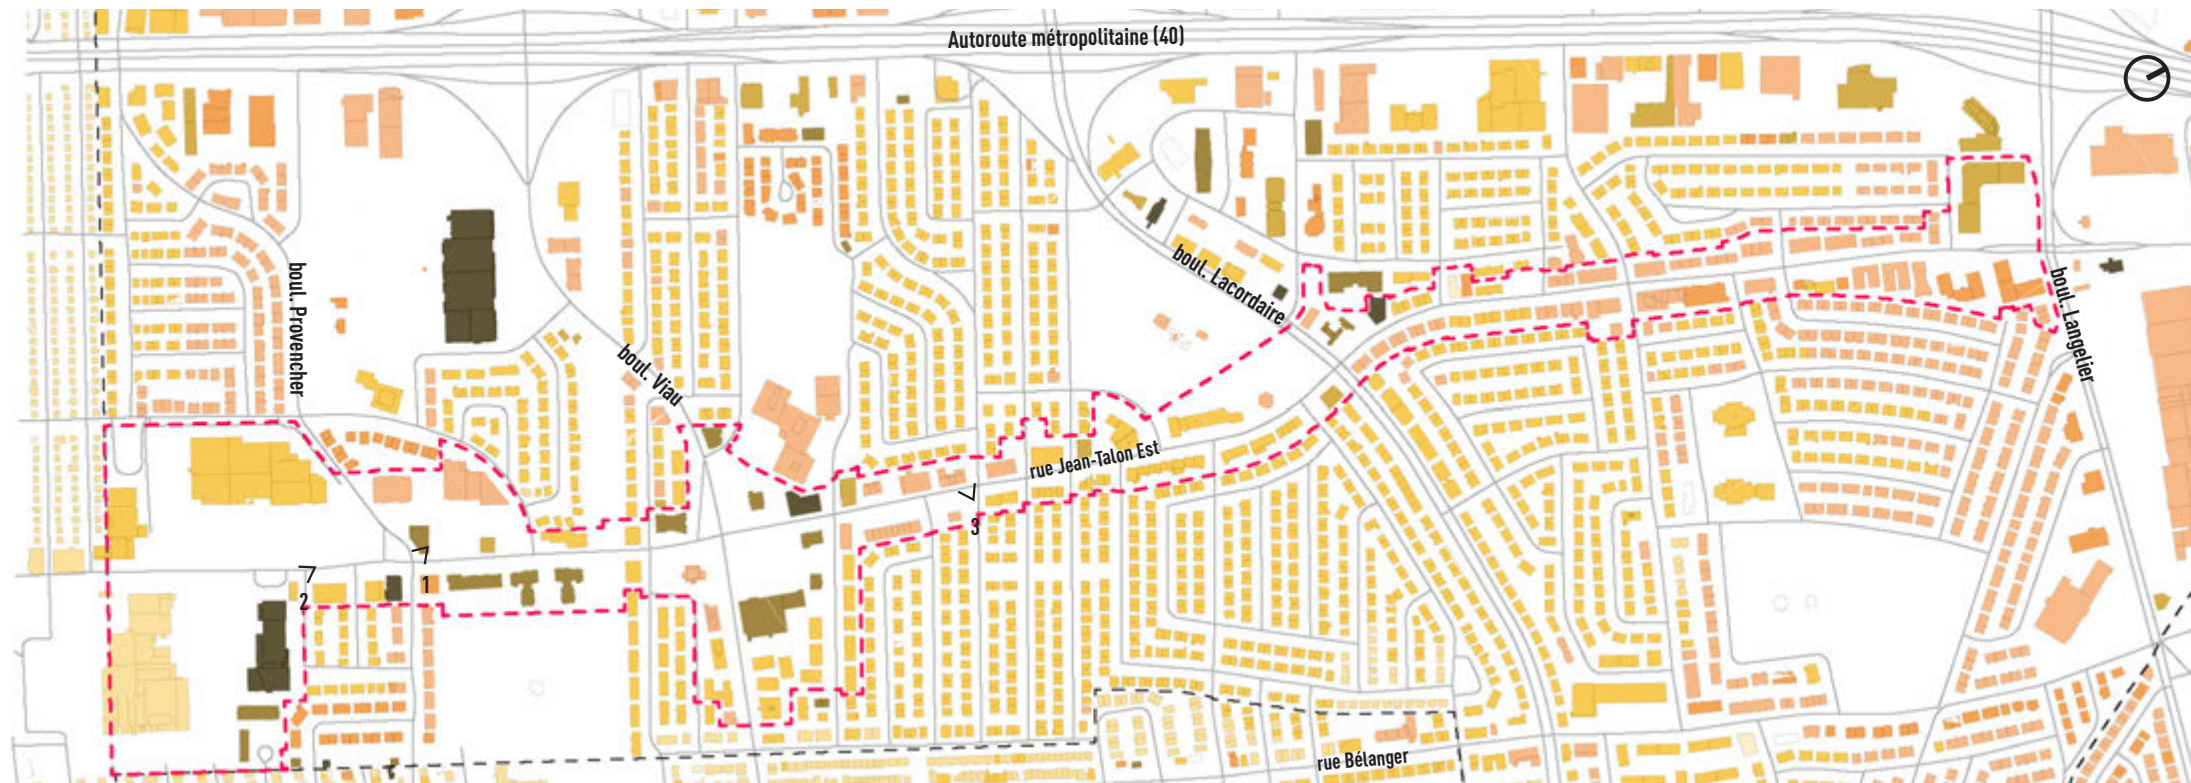 Autoroute métropolitaine (40)
boul. Provencher
boul. Viau
boul. Lacordaire
boul. Langelier
rue Jean-Talon Est
3
1
2
rue Bélanger